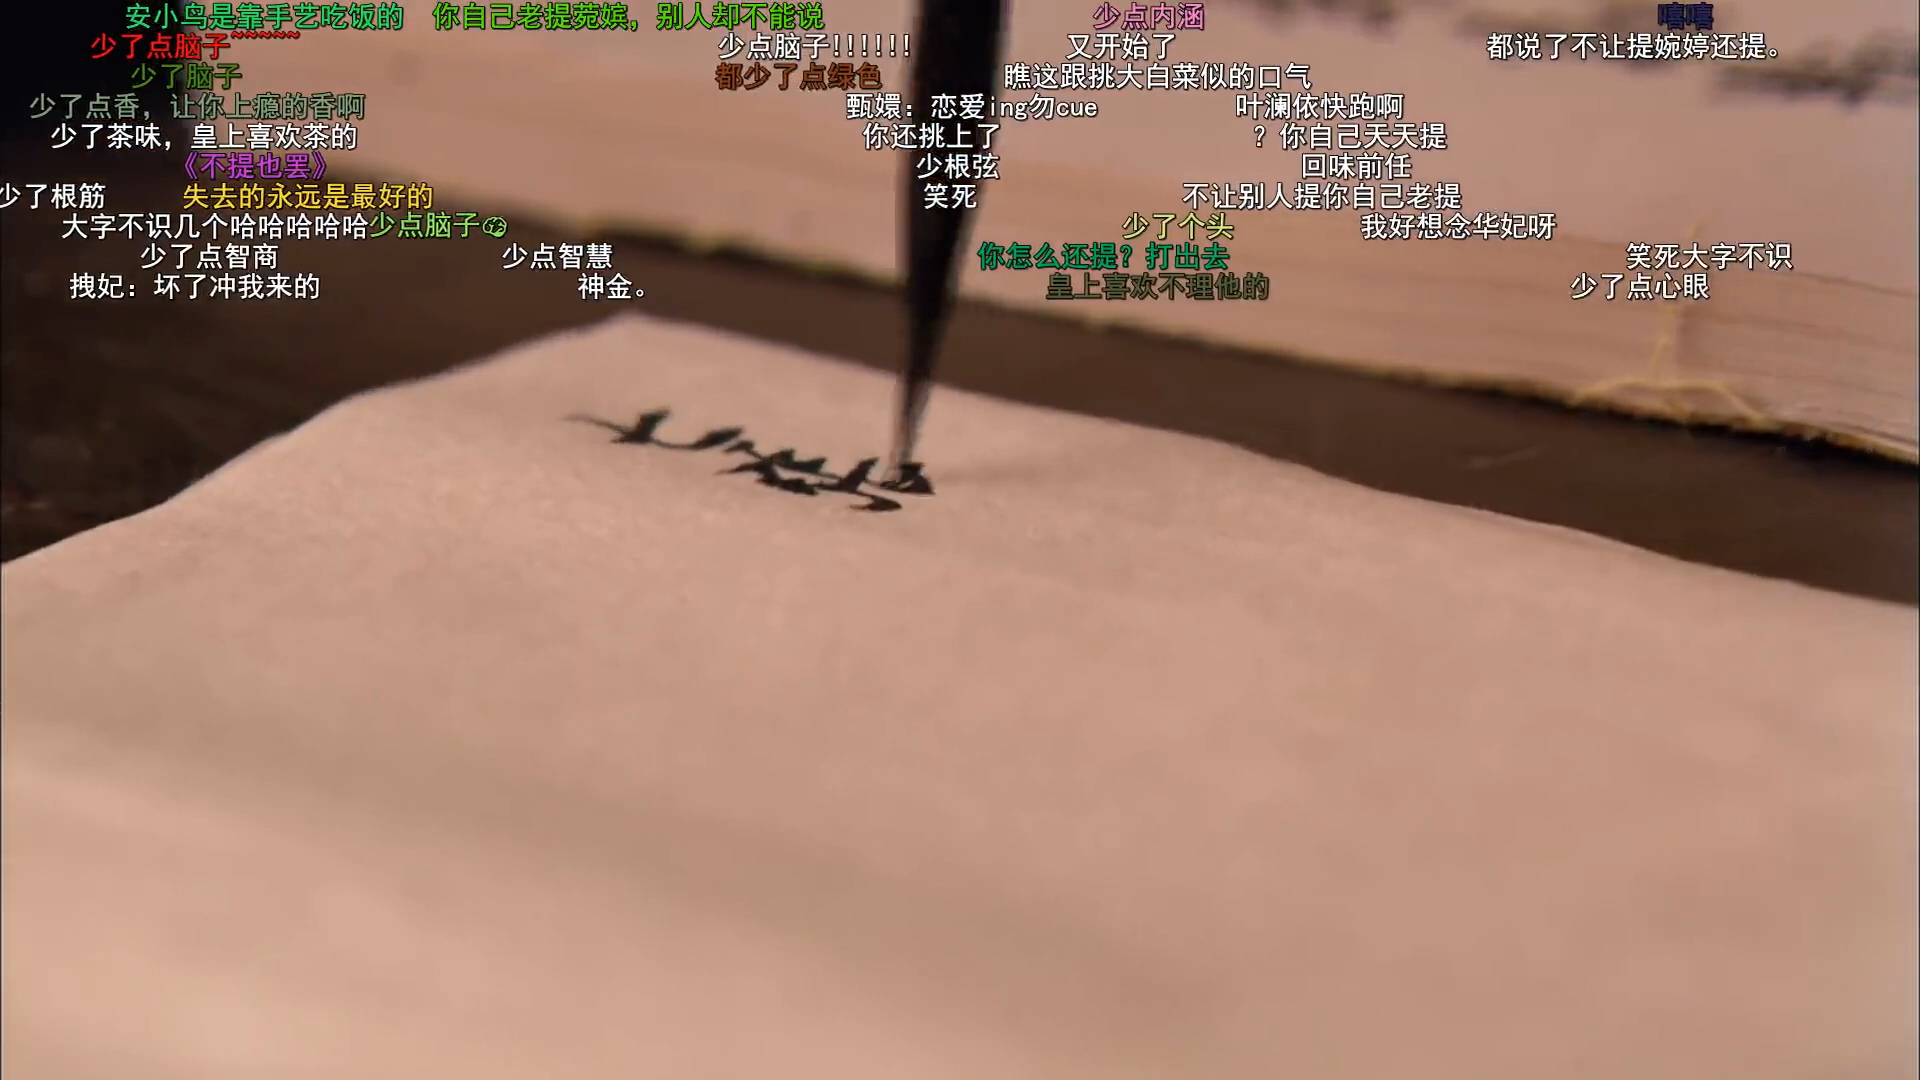 安小鸟是靠手艺吃饭的 你自己老提菀嫔，别人却不能说 少点内涵 嘻嘻
少了点脑子~~~~~ 少点脑子!!!!!! 又开始了 都说了不让提婉婷还提。
少了脑子 都少了点绿色 瞧这跟挑大白菜似的口气
少了点香，让你上瘾的香啊 甄嬛：恋爱ing勿cue 叶澜依快跑啊
少了茶味，皇上喜欢茶的 你还挑上了 ？你自己天天提
《不提也罢》 少根弦 回味前任
少了根筋 失去的永远是最好的 笑死 不让别人提你自己老提
大字不识几个哈哈哈哈哈 少点脑子 少了个头 我好想念华妃呀
少了点智商 少点智慧 你怎么还提？打出去 笑死大字不识
拽妃：坏了冲我来的 神金。 皇上喜欢不理他的 少了点心眼